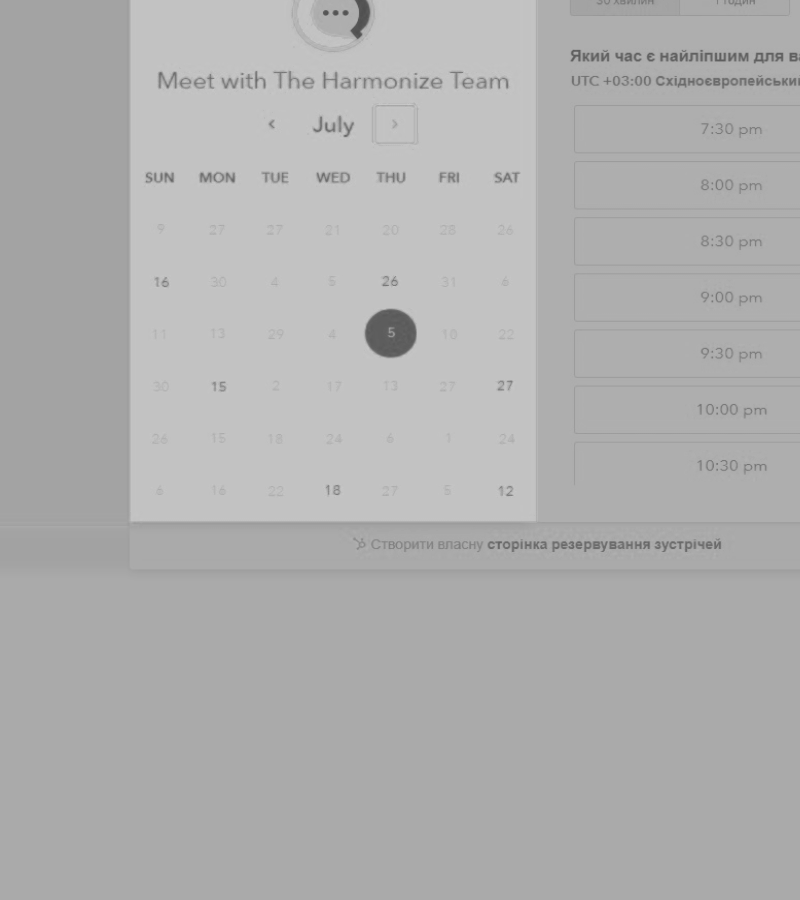 30 хвилин 1 годин
Meet with The Harmonize Team
July
SUN MON TUE WED THU FRI SAT
9 27 27 21 20 28 26
16 30 4 5 26 31 6
11 13 29 4 5 10 22
30 15 2 17 13 27 27
26 15 18 24 6 1 24
6 16 22 18 27 5 12
Який час є найліпшим для
UTC +03:00
7:30 pm
8:00 pm
8:30 pm
9:00 pm
9:30 pm
10:00 pm
10:30 pm
Створити власну сторінка резервування зустрічей